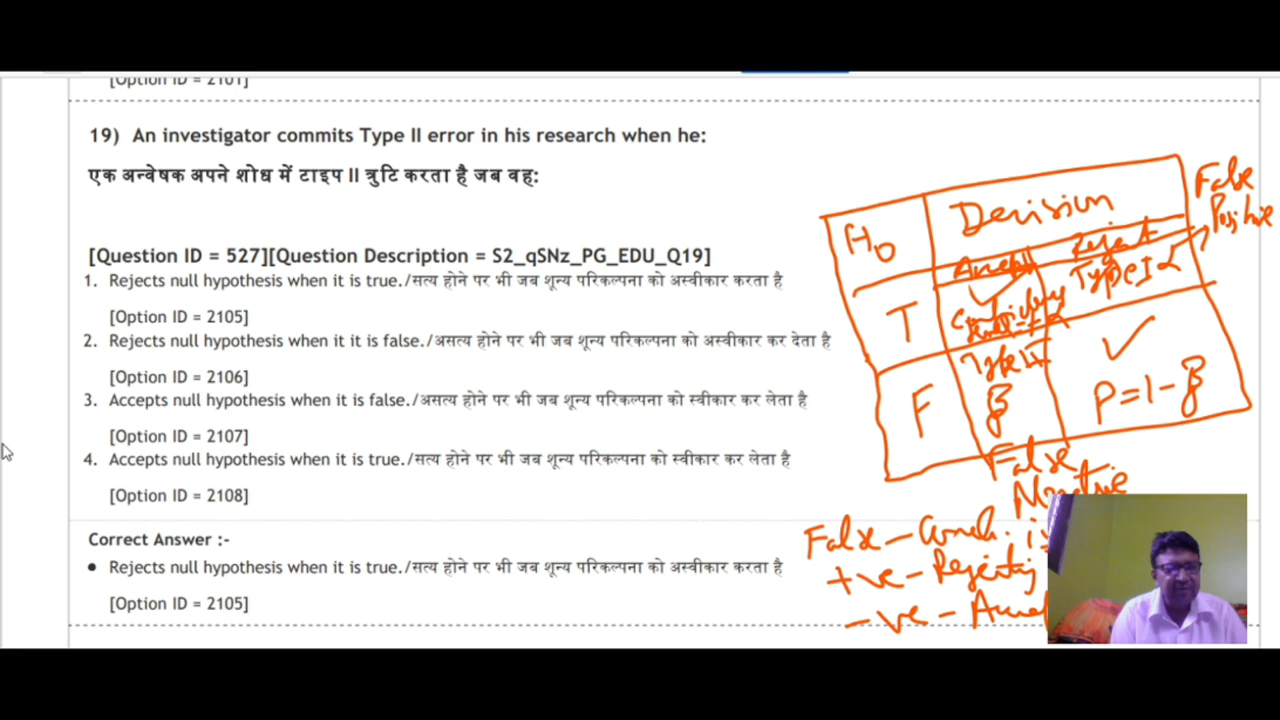 [Option ID = 2101]
19) An investigator commits Type II error in his research when he:
एक अन्वेषक अपने शोध में टाइप II त्रुटि करता है जब वह:
[Question ID = 527][Question Description = S2_qSNz_PG_EDU_Q19]
1. Rejects null hypothesis when it is true./सत्य होने पर भी जब शून्य परिकल्पना को अस्वीकार करता है
[Option ID = 2105]
2. Rejects null hypothesis when it it is false./असत्य होने पर भी जब शून्य परिकल्पना को अस्वीकार कर देता है
[Option ID = 2106]
3. Accepts null hypothesis when it is false./असत्य होने पर भी जब शून्य परिकल्पना को स्वीकार कर लेता है
[Option ID = 2107]
4. Accepts null hypothesis when it is true./सत्य होने पर भी जब शून्य परिकल्पना को स्वीकार कर लेता है
[Option ID = 2108]
Correct Answer :-
• Rejects null hypothesis when it is true./सत्य होने पर भी जब शून्य परिकल्पना को अस्वीकार करता है
[Option ID = 2105]
H0 Decision
Accept Reject
T Type I α
False
Positive
Type II
F β P=1-β
False
False –
+ve – Rejecting
-ve –